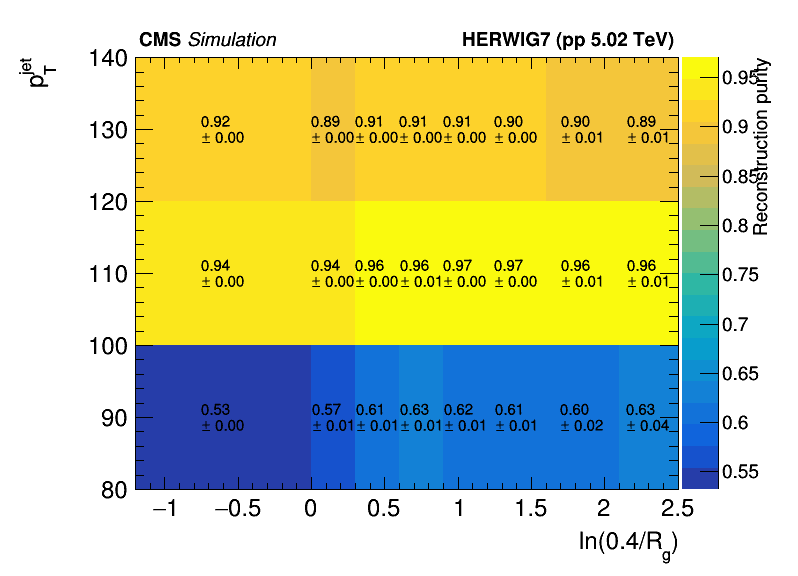 CMS Simulation HERWIG7 (pp 5.02 TeV)
p_T^jet
Reconstruction purity
140
130
120
110
100
90
80
0.92 0.89 0.91 0.91 0.91 0.90 0.90 0.89
± 0.00 ± 0.00 ± 0.00 ± 0.00 ± 0.00 ± 0.00 ± 0.01 ± 0.01
0.94 0.94 0.96 0.96 0.97 0.97 0.96 0.96
± 0.00 ± 0.00 ± 0.00 ± 0.01 ± 0.00 ± 0.00 ± 0.01 ± 0.01
0.53 0.57 0.61 0.63 0.62 0.61 0.60 0.63
± 0.00 ± 0.01 ± 0.01 ± 0.01 ± 0.01 ± 0.01 ± 0.02 ± 0.04
0.95
0.9
0.85
0.8
0.75
0.7
0.65
0.6
0.55
−1 −0.5 0 0.5 1 1.5 2 2.5
ln(0.4/R_g)